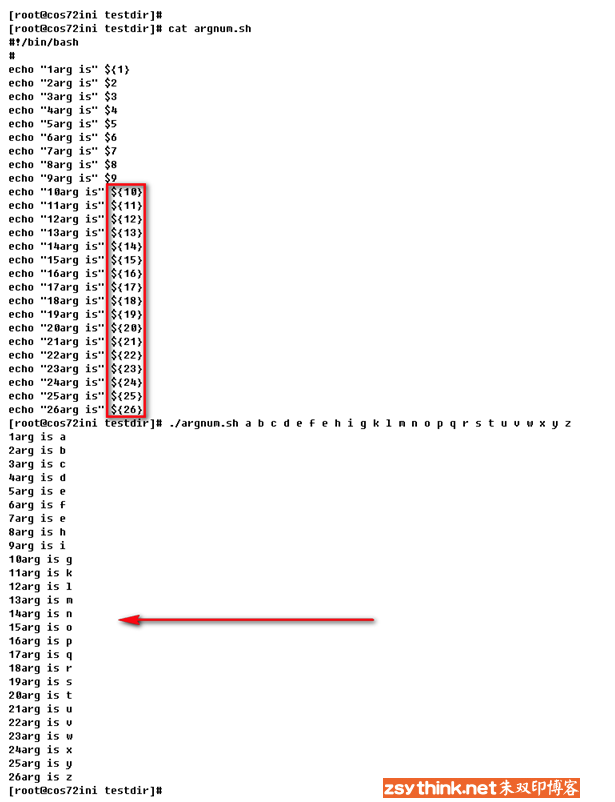 [root@cos72ini testdir]#
[root@cos72ini testdir]# cat argnum.sh
#!/bin/bash
#
echo "1arg is" ${1}
echo "2arg is" $2
echo "3arg is" $3
echo "4arg is" $4
echo "5arg is" $5
echo "6arg is" $6
echo "7arg is" $7
echo "8arg is" $8
echo "9arg is" $9
echo "10arg is" ${10}
echo "11arg is" ${11}
echo "12arg is" ${12}
echo "13arg is" ${13}
echo "14arg is" ${14}
echo "15arg is" ${15}
echo "16arg is" ${16}
echo "17arg is" ${17}
echo "18arg is" ${18}
echo "19arg is" ${19}
echo "20arg is" ${20}
echo "21arg is" ${21}
echo "22arg is" ${22}
echo "23arg is" ${23}
echo "24arg is" ${24}
echo "25arg is" ${25}
echo "26arg is" ${26}
[root@cos72ini testdir]# ./argnum.sh a b c d e f e h i g k l m n o p q r s t u v w x y z
1arg is a
2arg is b
3arg is c
4arg is d
5arg is e
6arg is f
7arg is e
8arg is h
9arg is i
10arg is g
11arg is k
12arg is l
13arg is m
14arg is n
15arg is o
16arg is p
17arg is q
18arg is r
19arg is s
20arg is t
21arg is u
22arg is v
23arg is w
24arg is x
25arg is y
26arg is z
[root@cos72ini testdir]#
zsythink.net朱双印博客